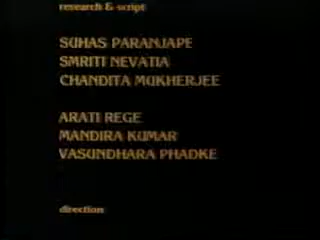 research & script
SUHAS PARANJAPE
SMRITI NEVATIA
CHANDITA MUKHERJEE
ARATI REGE
MANDIRA KUMAR
VASUNDHARA PHADKE
direction